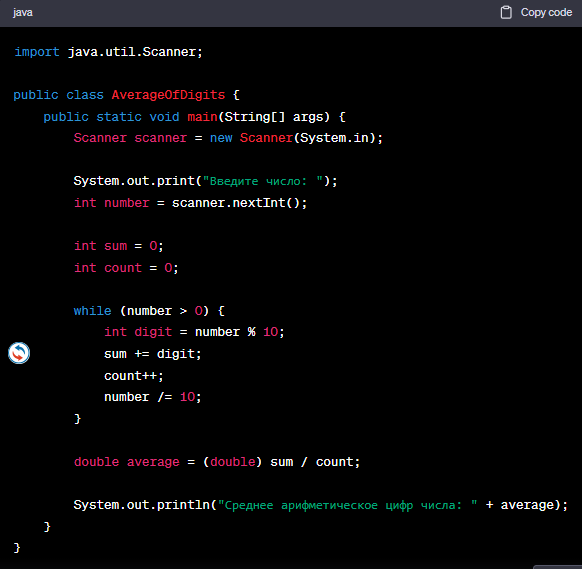 java
Copy code
import java.util.Scanner;
public class AverageOfDigits {
public static void main(String[] args) {
Scanner scanner = new Scanner(System.in);
System.out.print("Введите число: ");
int number = scanner.nextInt();
int sum = 0;
int count = 0;
while (number > 0) {
int digit = number % 10;
sum += digit;
count++;
number /= 10;
}
double average = (double) sum / count;
System.out.println("Среднее арифметическое цифр числа: " + average);
}
}